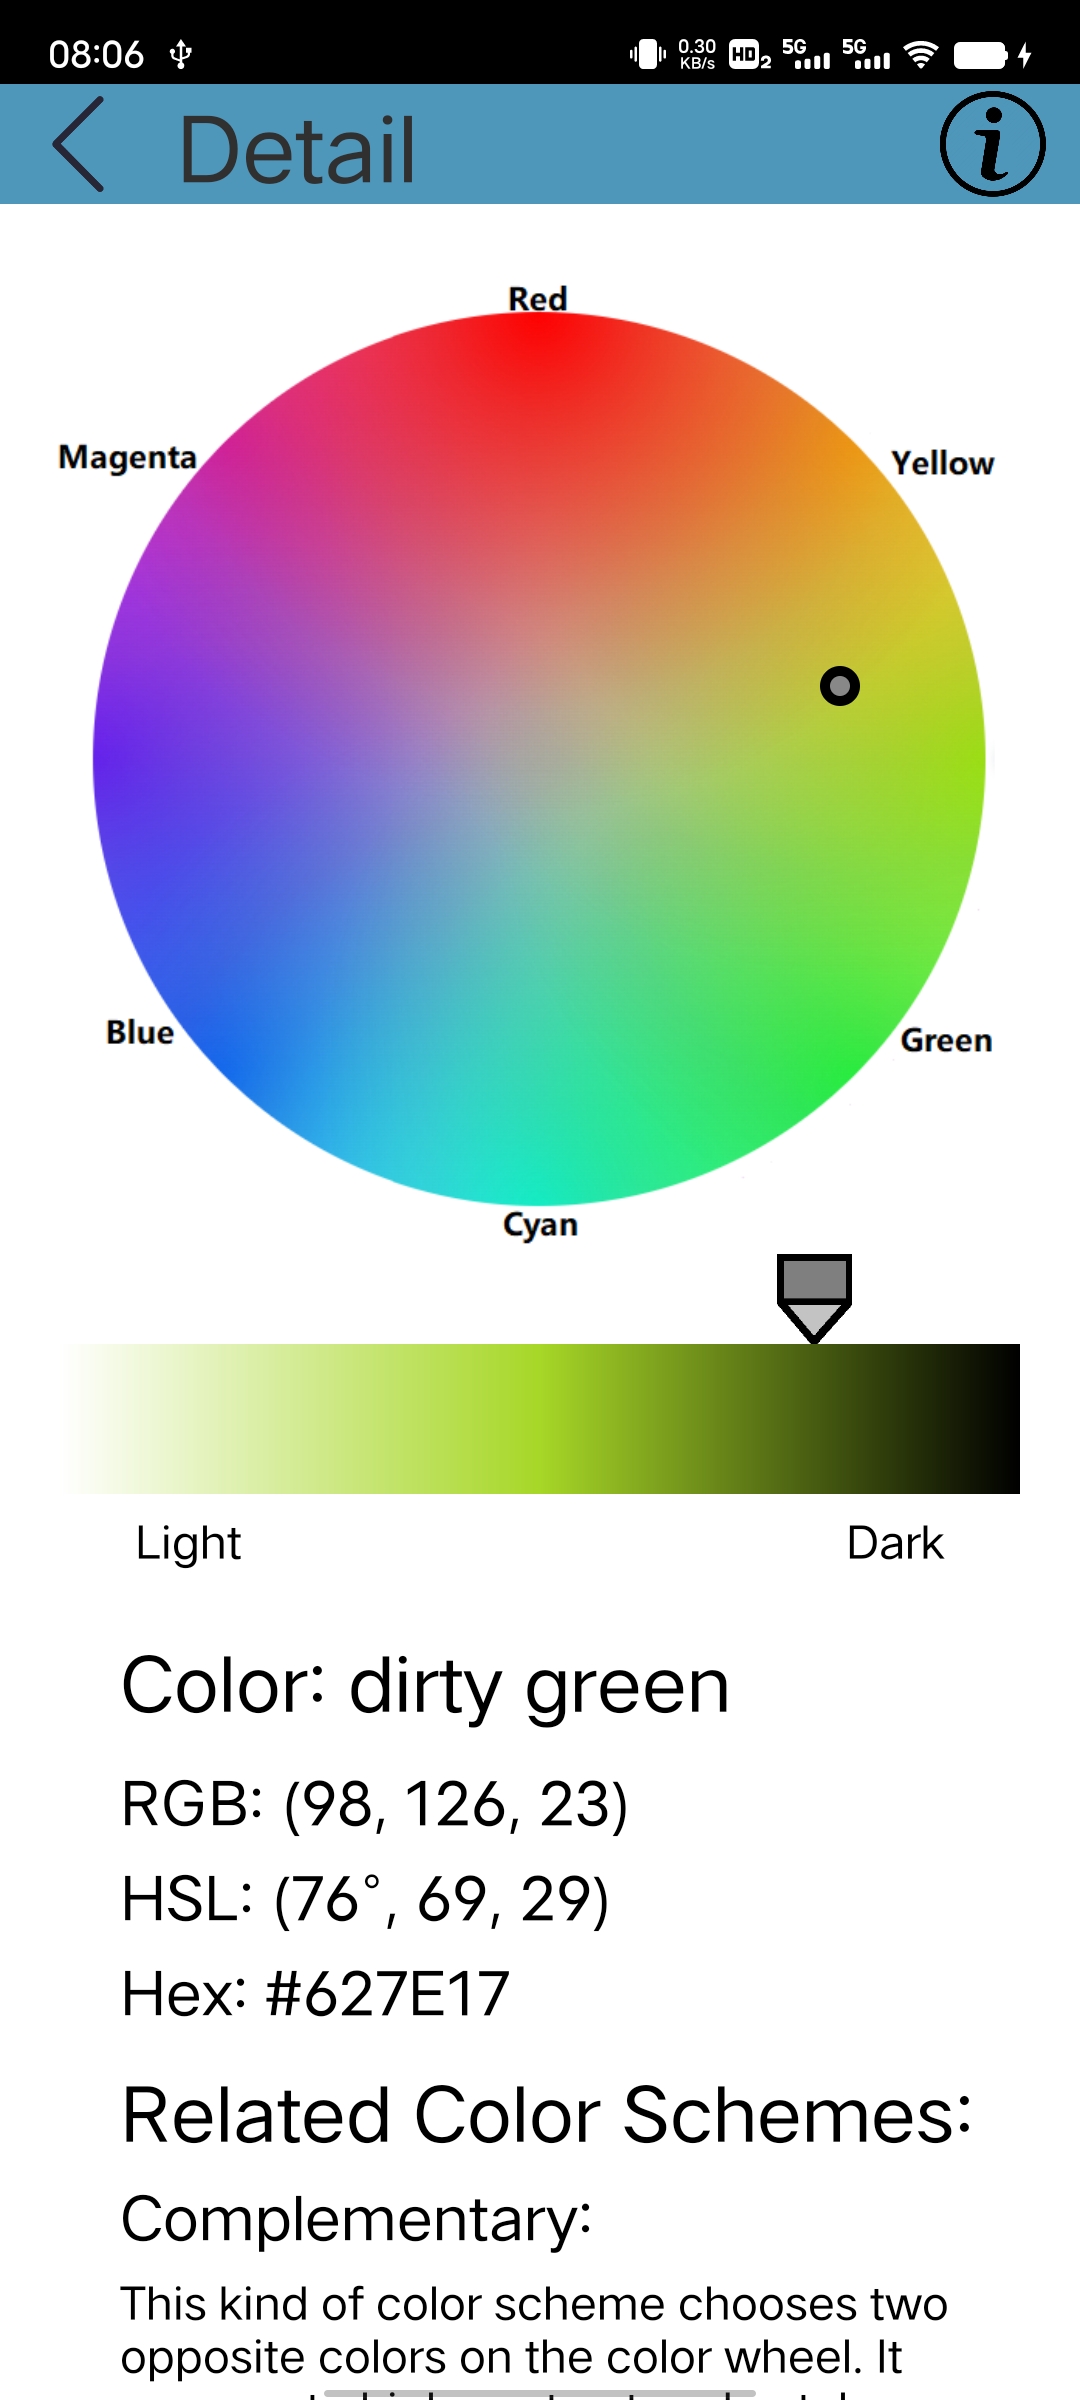 08:06 0.30 KB/s HD 2 5G 5G
Detail
Red
Magenta
Yellow
Blue
Green
Cyan
Light Dark
Color: dirty green
RGB: (98, 126, 23)
HSL: (76°, 69, 29)
Hex: #627E17
Related Color Schemes:
Complementary:
This kind of color scheme chooses two
opposite colors on the color wheel. It